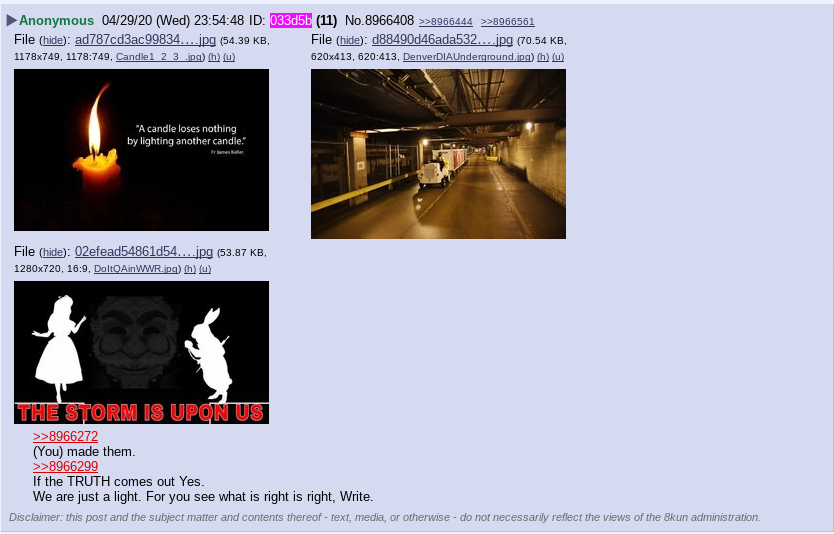 Anonymous 04/29/20 (Wed) 23:54:48 ID: 033d5b (11) No.8966408 >>8966444 >>8966561
File (hide): ad787cd3ac99834….jpg (54.39 KB,
1178x749, 1178:749, Candle1_2_3_.jpg) (h) (u)
"A candle loses nothing
by lighting another candle."
Fr James Keller.
File (hide): d88490d46ada532….jpg (70.54 KB,
620x413, 620:413, DenverDIAUnderground.jpg) (h) (u)
File (hide): 02efead54861d54….jpg (53.87 KB,
1280x720, 16:9, DoItQAinWWR.jpg) (h) (u)
THE STORM IS UPON US
>>8966272
(You) made them.
>>8966299
If the TRUTH comes out Yes.
We are just a light. For you see what is right is right, Write.
Disclaimer: this post and the subject matter and contents thereof - text, media, or otherwise - do not necessarily reflect the views of the 8kun administration.